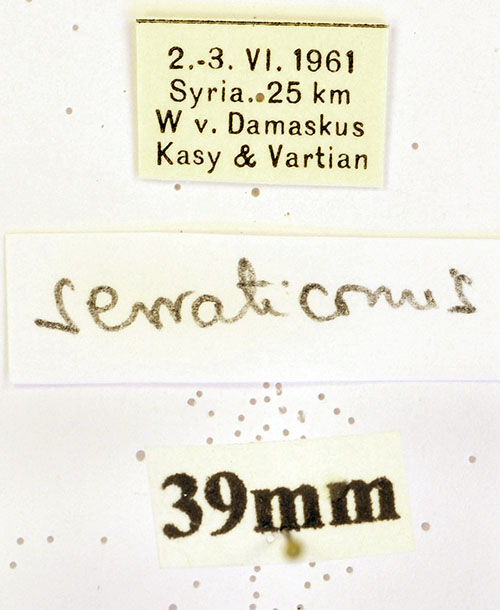 2.-3. VI. 1961
Syria. 25 km
W v. Damaskus
Kasy & Vartian
serraticornis
39mm